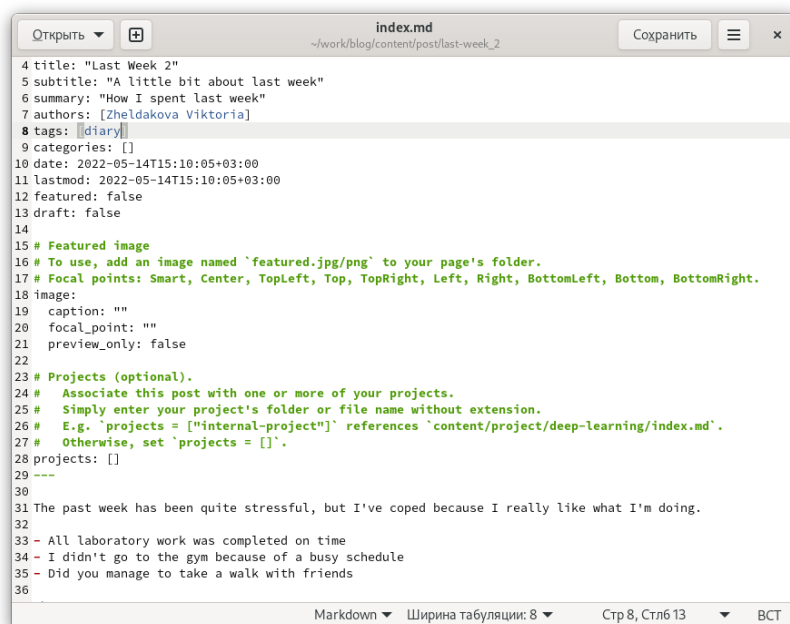 Открыть
index.md
~/work/blog/content/post/last-week_2
Сохранить
4 title: "Last Week 2"
5 subtitle: "A little bit about last week"
6 summary: "How I spent last week"
7 authors: [Zheldakova Viktoria]
8 tags: [diary]
9 categories: []
10 date: 2022-05-14T15:10:05+03:00
11 lastmod: 2022-05-14T15:10:05+03:00
12 featured: false
13 draft: false
14
15 # Featured image
16 # To use, add an image named `featured.jpg/png` to your page's folder.
17 # Focal points: Smart, Center, TopLeft, Top, TopRight, Left, Right, BottomLeft, Bottom, BottomRight.
18 image:
19   caption: ""
20   focal_point: ""
21   preview_only: false
22
23 # Projects (optional).
24 #   Associate this post with one or more of your projects.
25 #   Simply enter your project's folder or file name without extension.
26 #   E.g. `projects = ["internal-project"]` references `content/project/deep-learning/index.md`.
27 #   Otherwise, set `projects = []`.
28 projects: []
29 ---
30
31 The past week has been quite stressful, but I've coped because I really like what I'm doing.
32
33 - All laboratory work was completed on time
34 - I didn't go to the gym because of a busy schedule
35 - Did you manage to take a walk with friends
36
Markdown Ширина табуляции: 8 Стр 8, Стлб 13 ВСТ